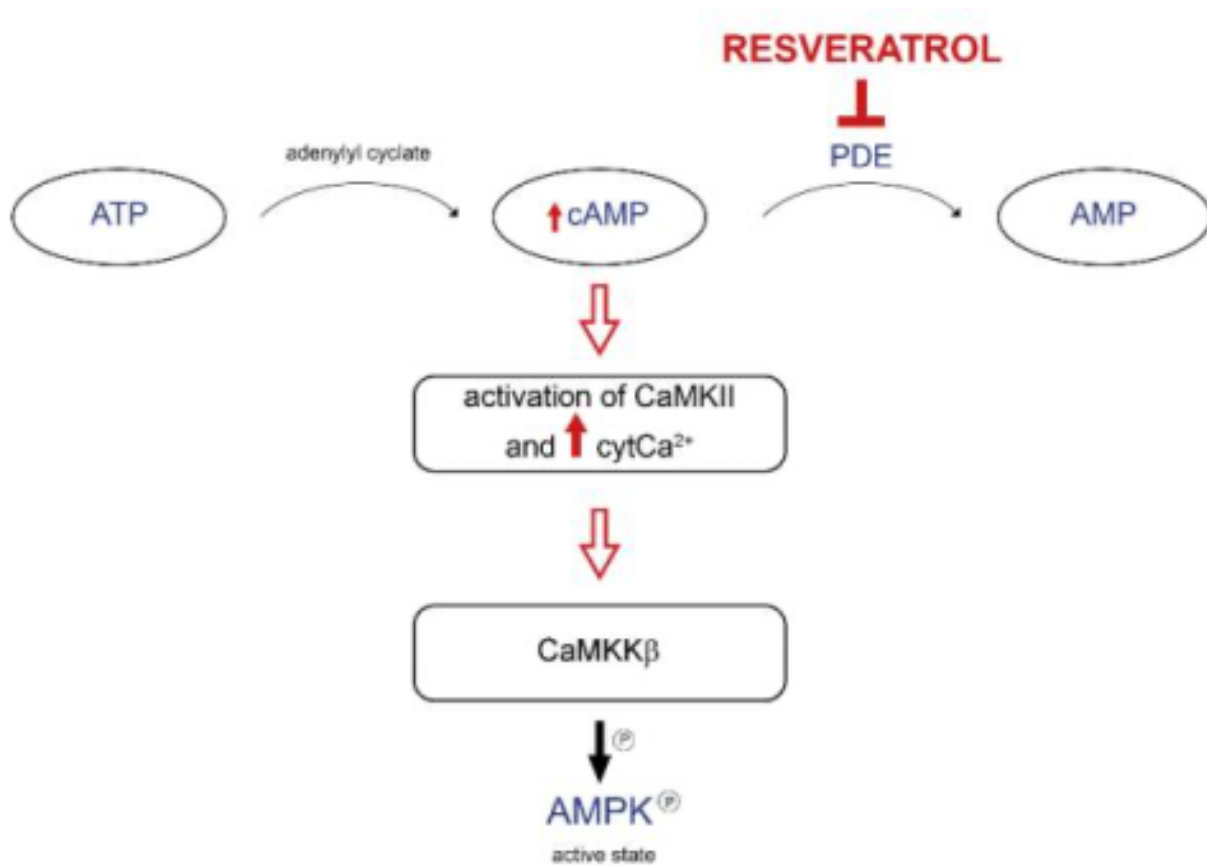 RESVERATROL
adenylyl cyclate
PDE
ATP
cAMP
AMP
activation of CaMKII
and cytCa²⁺
CaMKKβ
P
AMPK P
active state